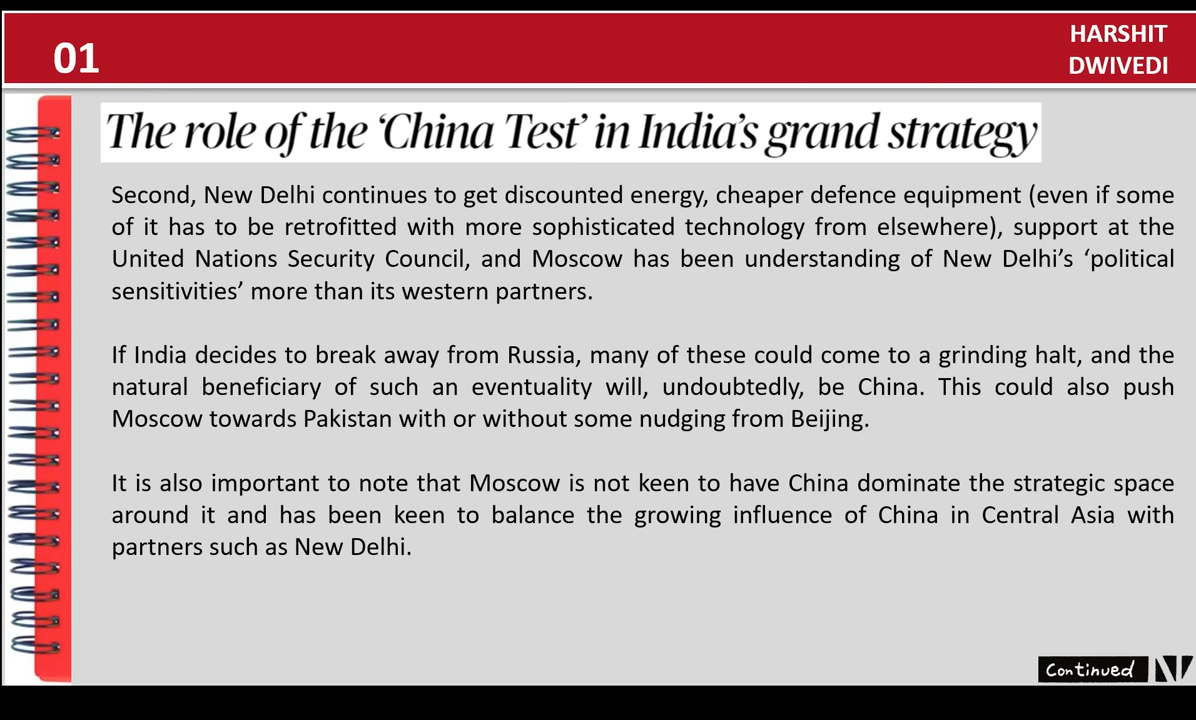 01
HARSHIT
DWIVEDI
The role of the ‘China Test’ in India’s grand strategy
Second, New Delhi continues to get discounted energy, cheaper defence equipment (even if some
of it has to be retrofitted with more sophisticated technology from elsewhere), support at the
United Nations Security Council, and Moscow has been understanding of New Delhi’s ‘political
sensitivities’ more than its western partners.
If India decides to break away from Russia, many of these could come to a grinding halt, and the
natural beneficiary of such an eventuality will, undoubtedly, be China. This could also push
Moscow towards Pakistan with or without some nudging from Beijing.
It is also important to note that Moscow is not keen to have China dominate the strategic space
around it and has been keen to balance the growing influence of China in Central Asia with
partners such as New Delhi.
Continued